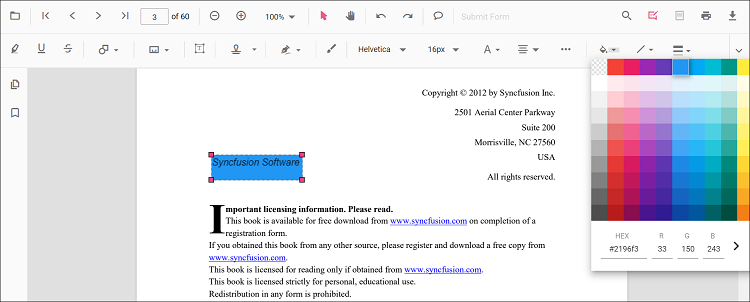 3 of 60 100% Submit Form
T Helvetica 16px A
Copyright © 2012 by Syncfusion Inc.
2501 Aerial Center Parkway
Suite 200
Morrisville, NC 27560
USA
All rights reserved.
Syncfusion Software
Important licensing information. Please read.
This book is available for free download from www.syncfusion.com on completion of a
registration form.
If you obtained this book from any other source, please register and download a free copy from
www.syncfusion.com.
This book is licensed for reading only if obtained from www.syncfusion.com.
This book is licensed strictly for personal, educational use.
Redistribution in any form is prohibited.
HEX R G B
#2196f3 33 150 243